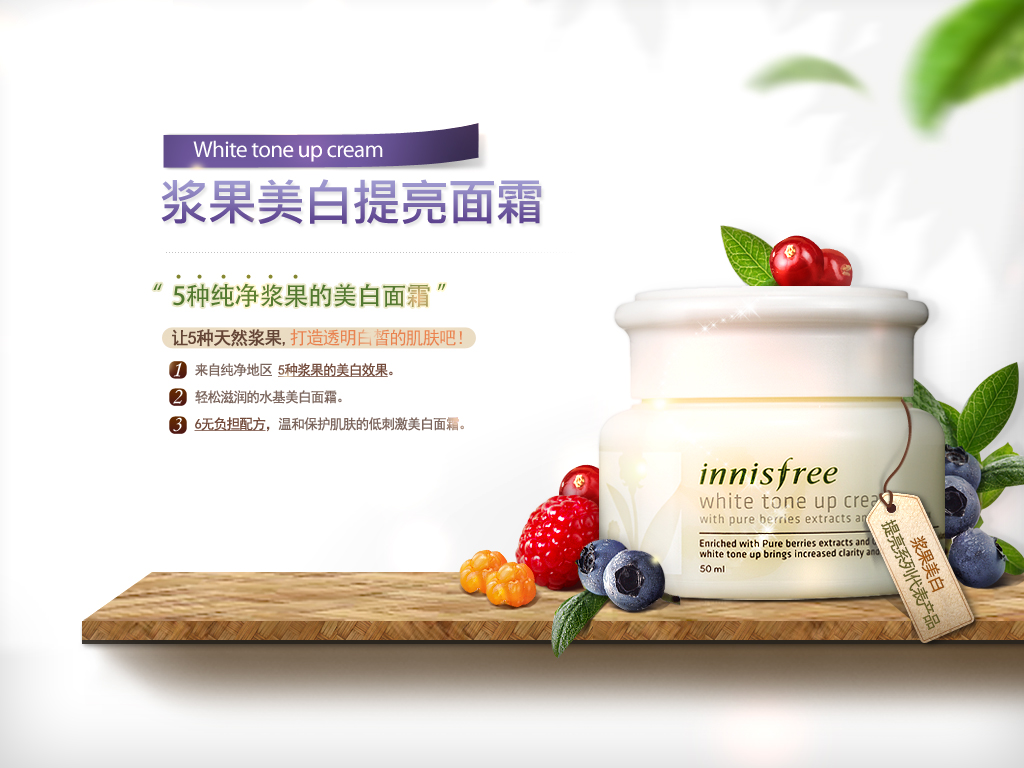 White tone up cream
浆果美白提亮面霜
“ 5种纯净浆果的美白面霜 ”
让5种天然浆果, 打造透明白皙的肌肤吧!
1 来自纯净地区 5种浆果的美白效果。
2 轻松滋润的水基美白面霜。
3 6无负担配方，温和保护肌肤的低刺激美白面霜。
innisfree
white tone up
with pure berries extracts
Enriched with Pure berries extracts and
white tone up brings increased clarity and
50 ml
浆果美白
提亮系列代表产品